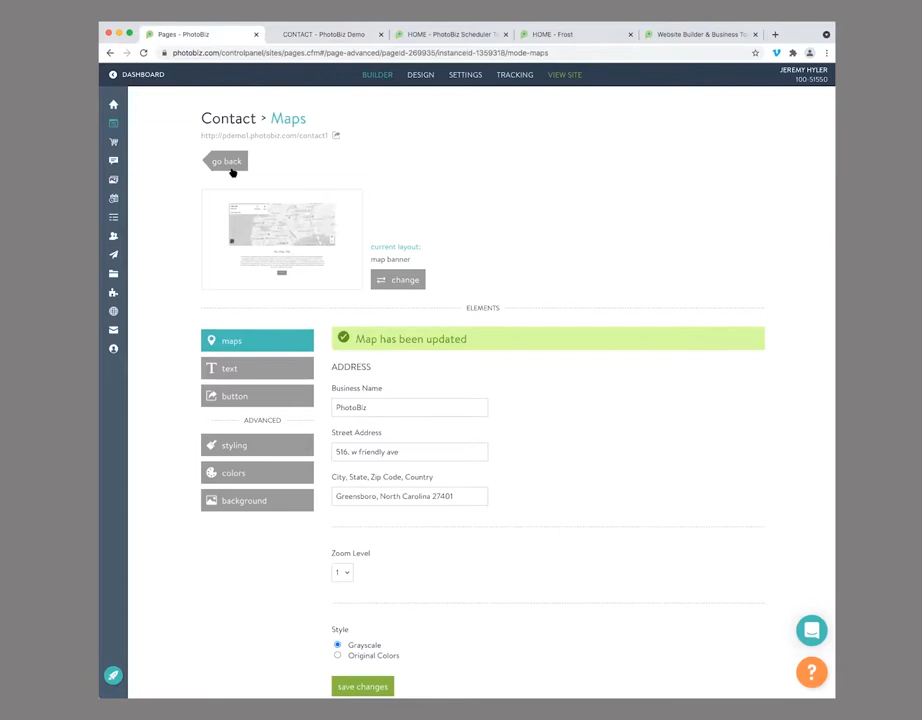 Pages - PhotoBiz
CONTACT - PhotoBiz Demo
HOME - PhotoBiz Scheduler T
HOME - Frost
Website Builder & Business To
photobiz.com/controlpanel/sites/pages.cfm#/page-advanced/pageid-269935/instanceid-1359318/mode-maps
DASHBOARD
BUILDER
DESIGN
SETTINGS
TRACKING
VIEW SITE
JEREMY HYLER
100-51550
Contact > Maps
http://pdemo1.photobiz.com/contact1
go back
current layout:
map banner
change
ELEMENTS
maps
text
button
ADVANCED
styling
colors
background
Map has been updated
ADDRESS
Business Name
PhotoBiz
Street Address
516. w friendly ave
City, State, Zip Code, Country
Greensboro, North Carolina 27401
Zoom Level
1
Style
Grayscale
Original Colors
save changes
?